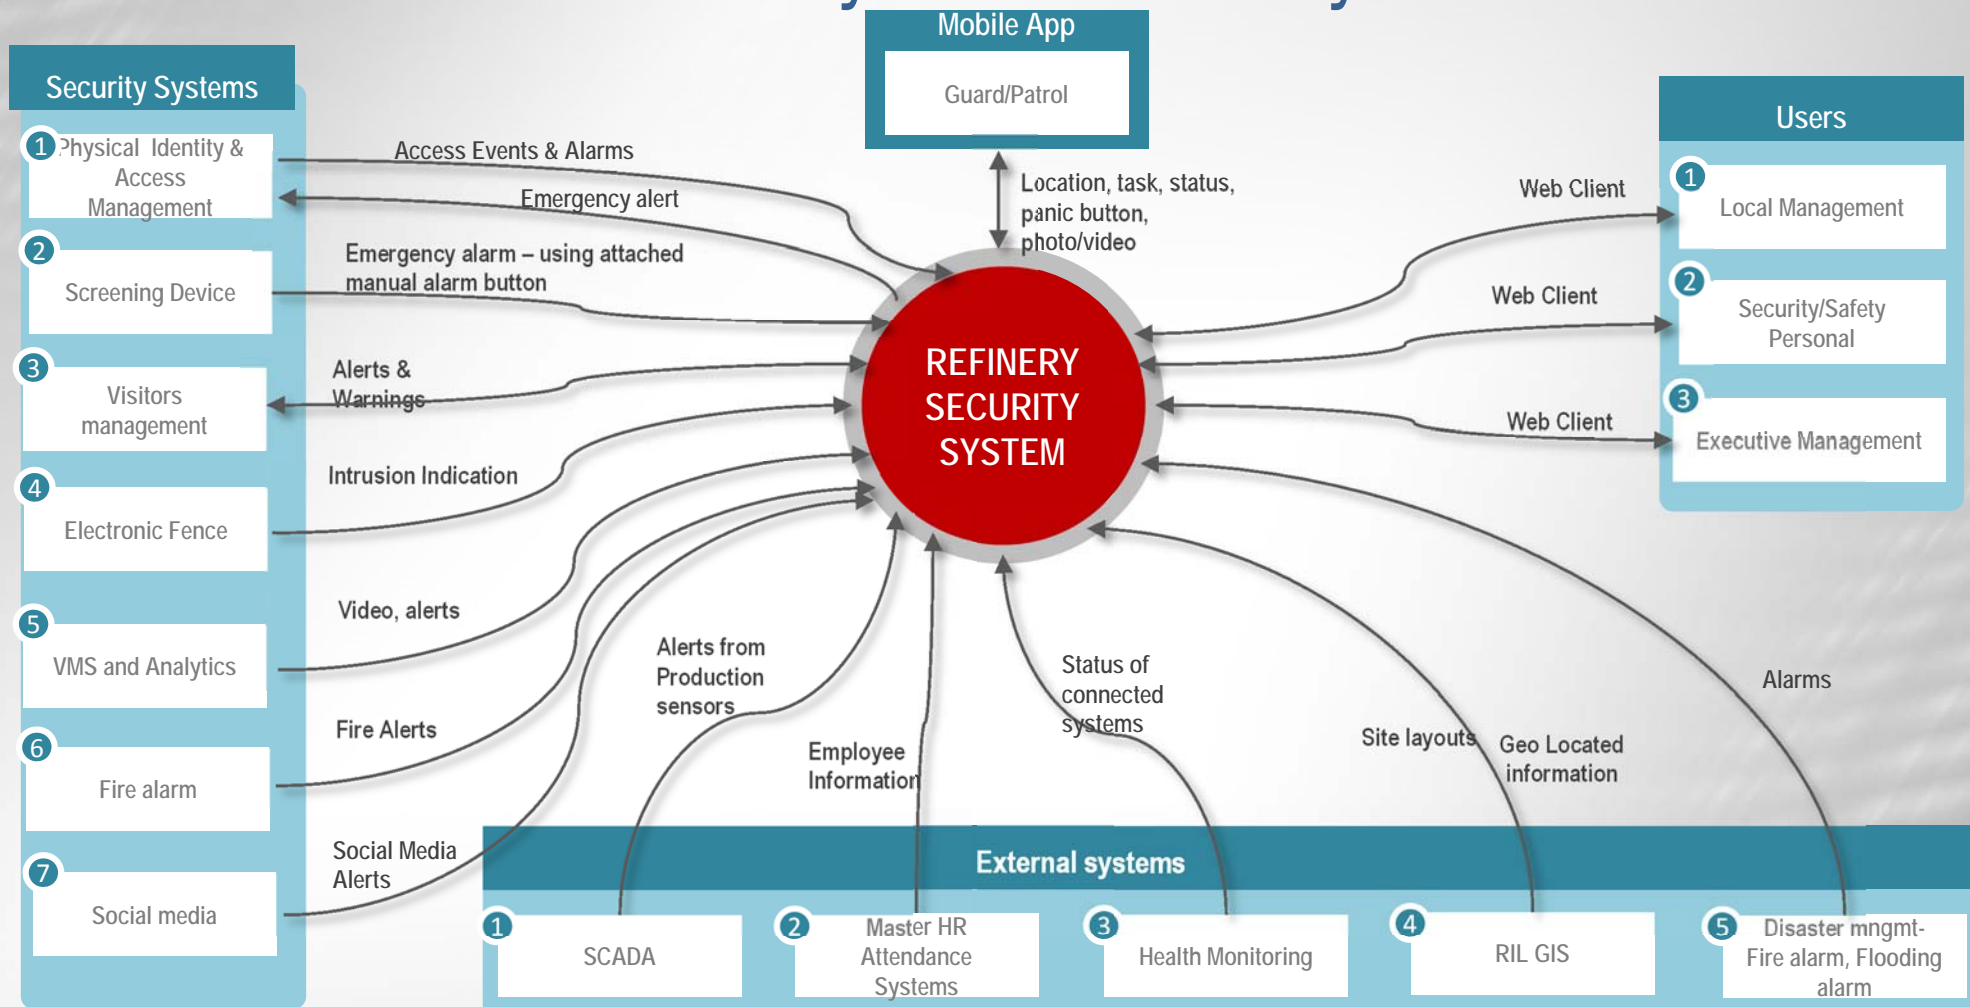 Mobile App
Guard/Patrol
Security Systems
1
Physical Identity &
Access
Management
2
Screening Device
3
Visitors
management
4
Electronic Fence
5
VMS and Analytics
6
Fire alarm
7
Social media
Access Events & Alarms
Emergency alert
Emergency alarm – using attached
manual alarm button
Alerts &
Warnings
Intrusion Indication
Video, alerts
Fire Alerts
Social Media
Alerts
Location, task, status,
panic button,
photo/video
REFINERY
SECURITY
SYSTEM
Users
Web Client
1
Local Management
Web Client
2
Security/Safety
Personal
Web Client
3
Executive Management
Alerts from
Production
sensors
Employee
Information
Status of
connected
systems
Site layouts
Geo Located
information
Alarms
External systems
1
SCADA
2
Master HR
Attendance
Systems
3
Health Monitoring
4
RIL GIS
5
Disaster mngmt-
Fire alarm, Flooding
alarm